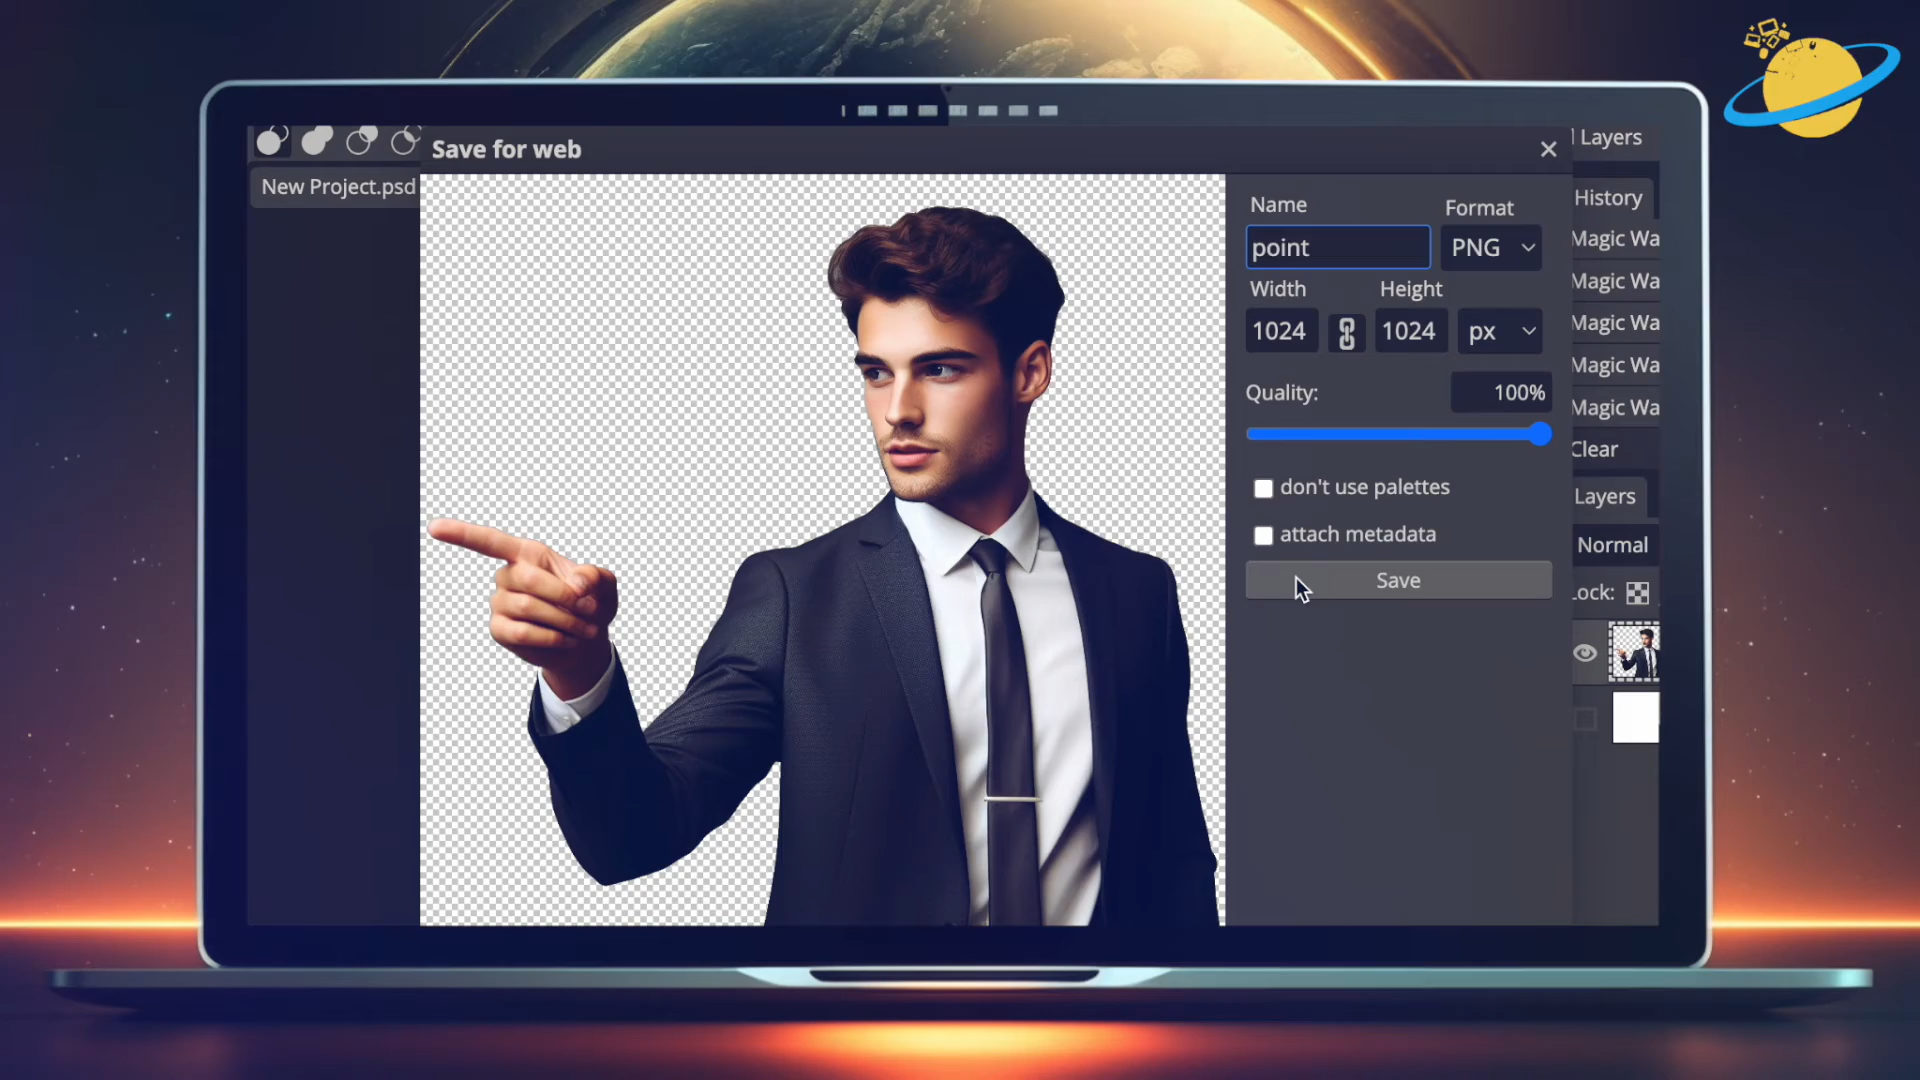 Save for web
Layers
New Project.psd
Name
Format
History
point
PNG
Magic Wa
Width
Height
Magic Wa
1024
1024
px
Magic Wa
Magic Wa
Quality:
100%
Magic Wa
Clear
don't use palettes
Layers
attach metadata
Normal
Save
Lock: